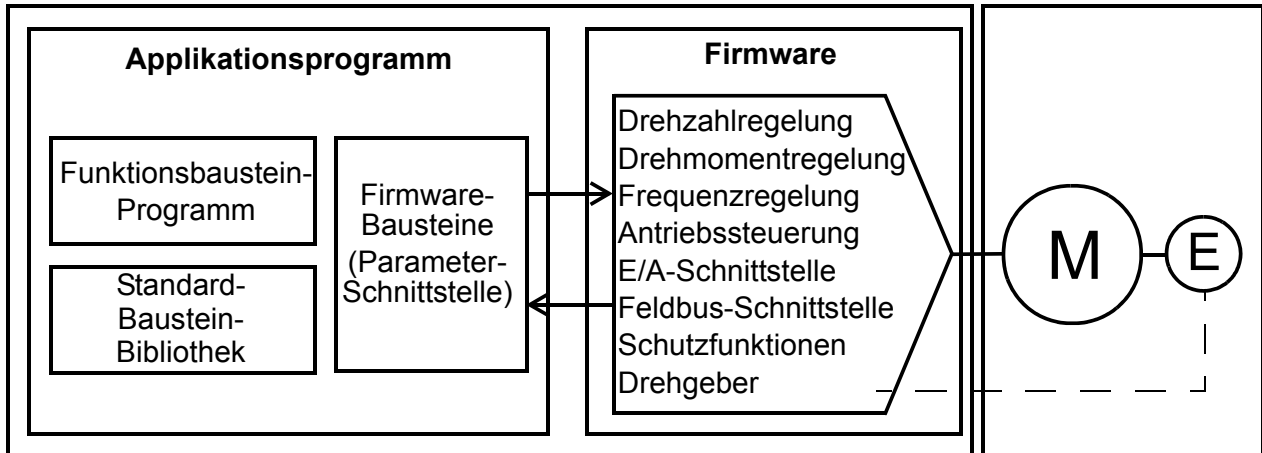 Applikationsprogramm
Funktionsbaustein-
Programm
Standard-
Baustein-
Bibliothek
Firmware-
Bausteine
(Parameter-
Schnittstelle)
Firmware
Drehzahlregelung
Drehmomentregelung
Frequenzregelung
Antriebssteuerung
E/A-Schnittstelle
Feldbus-Schnittstelle
Schutzfunktionen
Drehgeber
M
E